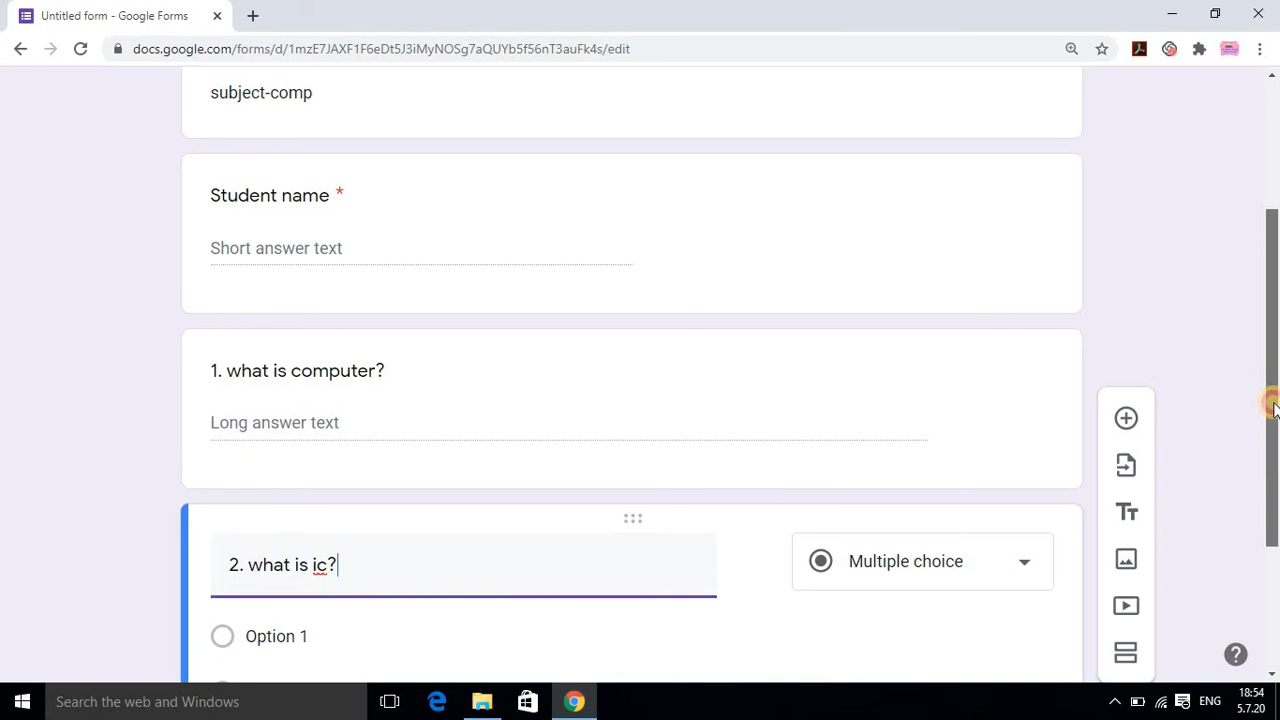 Untitled form - Google Forms
docs.google.com/forms/d/1mzE7JAXF1F6eDt5J3iMyNOSg7aQUYb5f56nT3auFk4s/edit
subject-comp
Student name *
Short answer text
1. what is computer?
Long answer text
2. what is ic?
Multiple choice
Option 1
Search the web and Windows
ENG
18:54
5.7.20